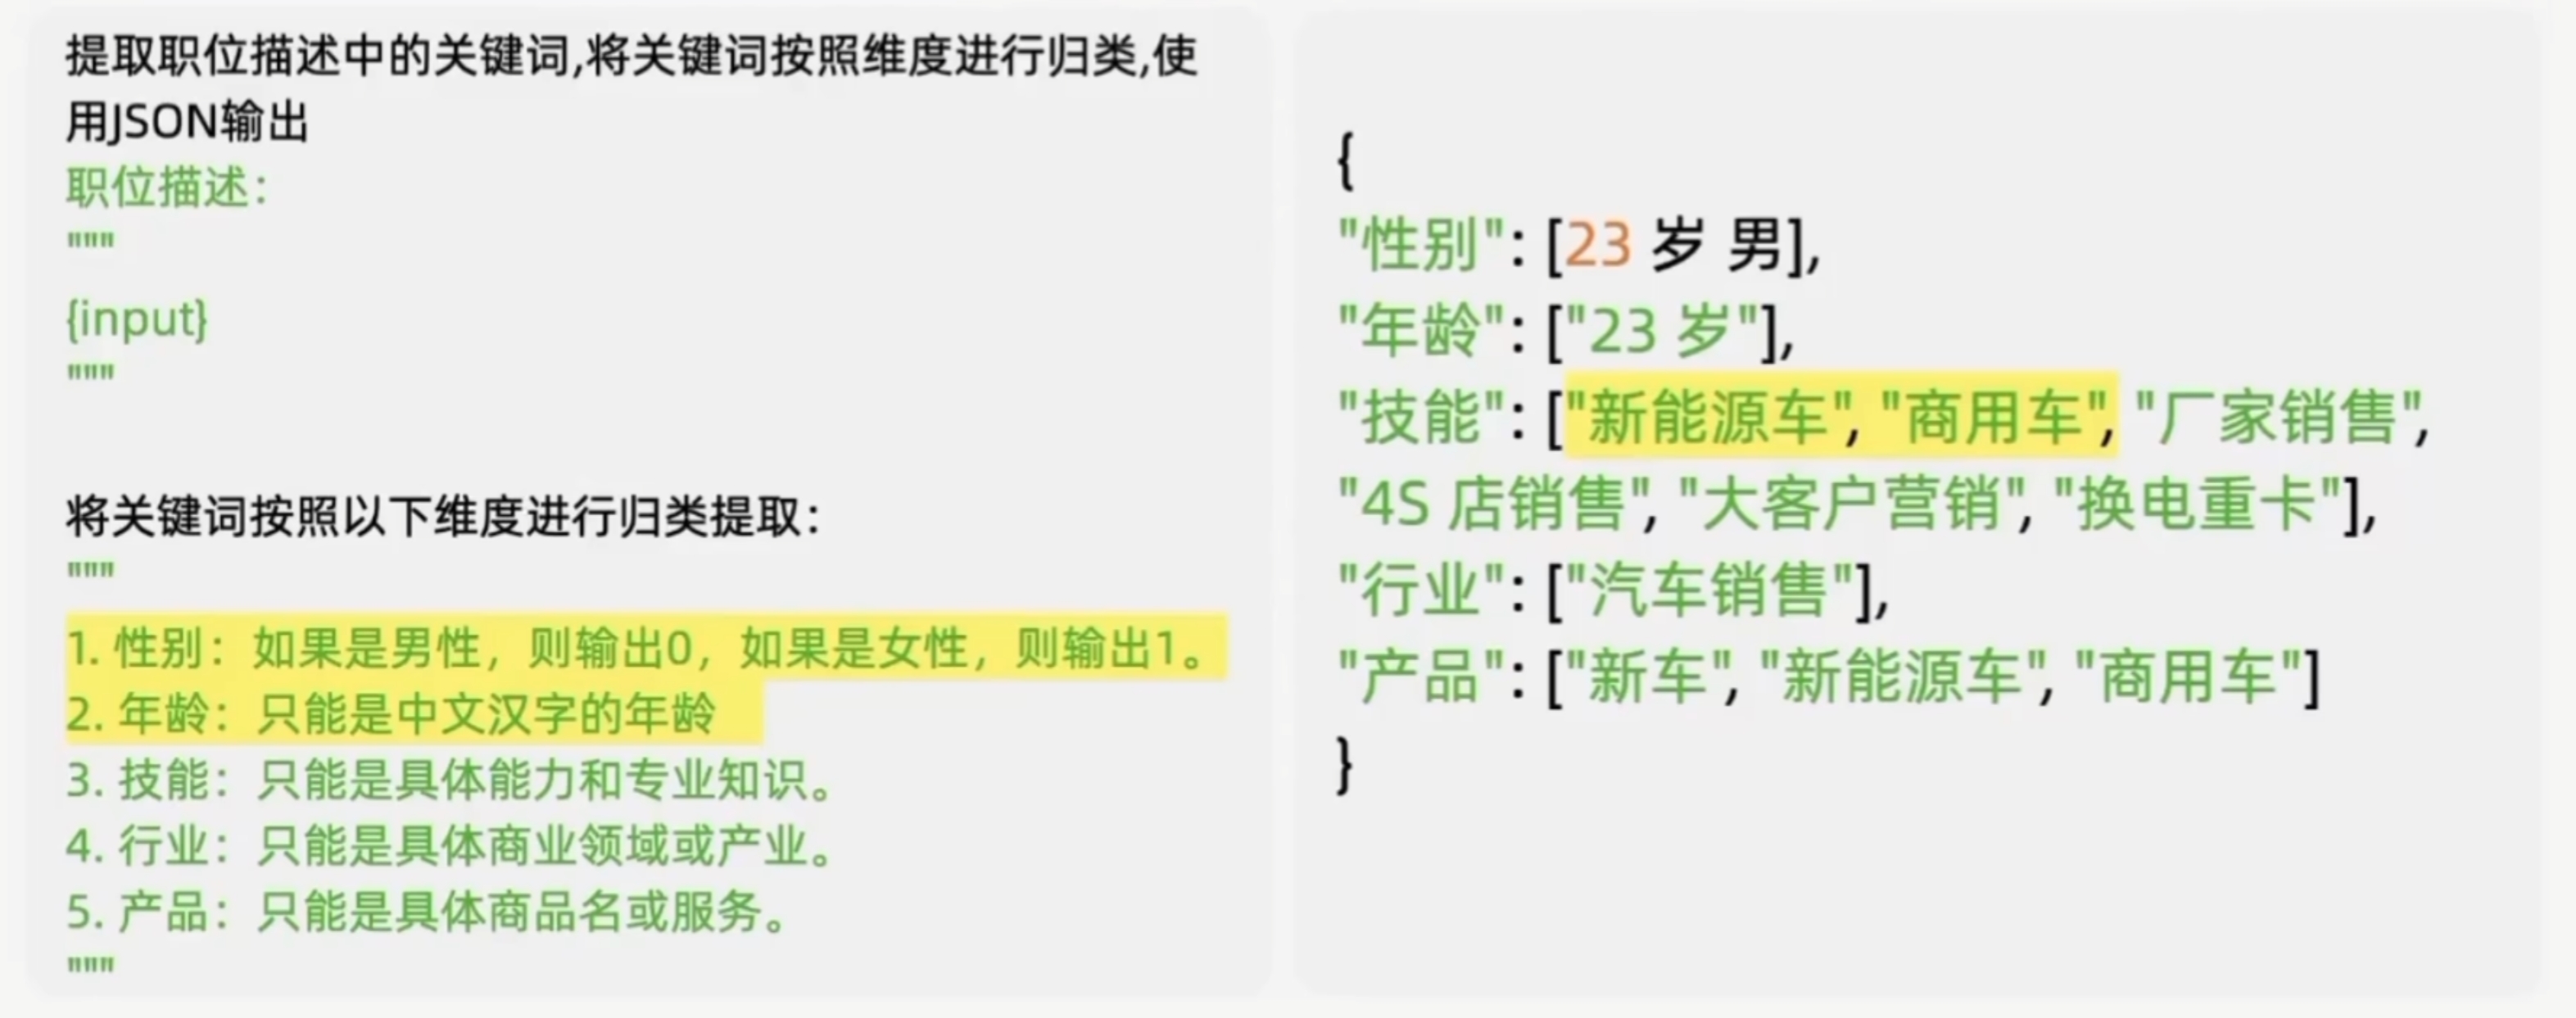 提取职位描述中的关键词,将关键词按照维度进行归类,使
用JSON输出
职位描述：
"""
{input}
"""
将关键词按照以下维度进行归类提取：
"""
1. 性别：如果是男性，则输出0，如果是女性，则输出1。
2. 年龄：只能是中文汉字的年龄
3. 技能：只能是具体能力和专业知识。
4. 行业：只能是具体商业领域或产业。
5. 产品：只能是具体商品名或服务。
"""
{
"性别": [23 岁 男],
"年龄": ["23 岁"],
"技能": ["新能源车", "商用车", "厂家销售",
"4S 店销售", "大客户营销", "换电重卡"],
"行业": ["汽车销售"],
"产品": ["新车", "新能源车", "商用车"]
}